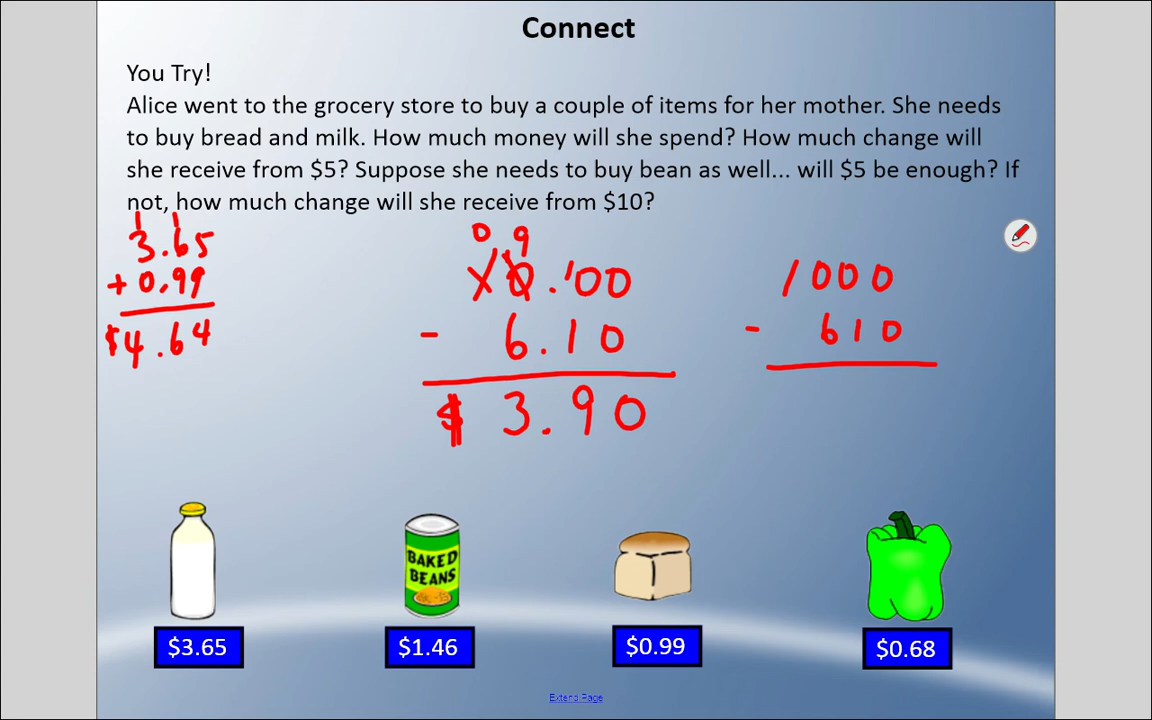 Connect
You Try!
Alice went to the grocery store to buy a couple of items for her mother. She needs
to buy bread and milk. How much money will she spend? How much change will
she receive from $5? Suppose she needs to buy bean as well... will $5 be enough? If
not, how much change will she receive from $10?
1 1
3.65
+ 0.99
$4.64
0 9
10.100
- 6.10
$ 3.90
1000
- 610
BAKED
BEANS
$3.65
$1.46
$0.99
$0.68
Extend Page